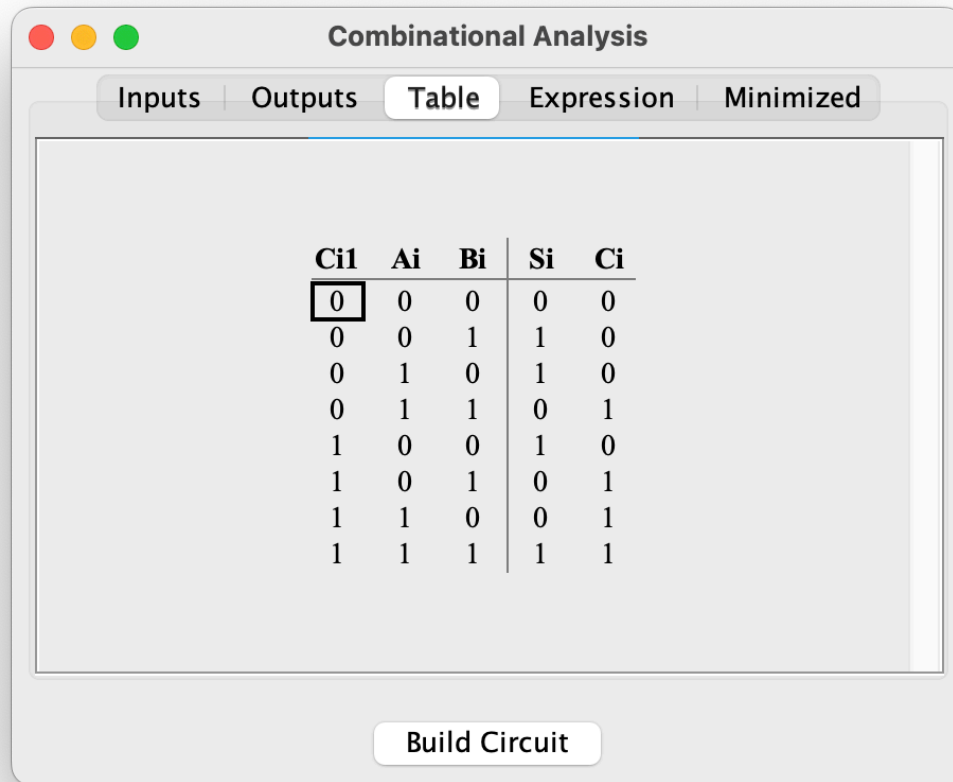 Combinational Analysis
Inputs Outputs Table Expression Minimized
Ci1 Ai Bi Si Ci
0 0 0 0 0
0 0 1 1 0
0 1 0 1 0
0 1 1 0 1
1 0 0 1 0
1 0 1 0 1
1 1 0 0 1
1 1 1 1 1
Build Circuit